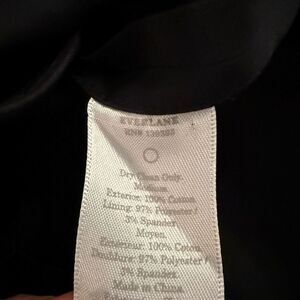 EVERLANE
RN# 139393
Dry Clean Only.
Medium.
Exterior: 100% Cotton.
Lining: 97% Polyester /
3% Spandex
Moyen.
Extérieur: 100% Coton.
Doublure: 97% Polyester /
3% Spandex
Made in China